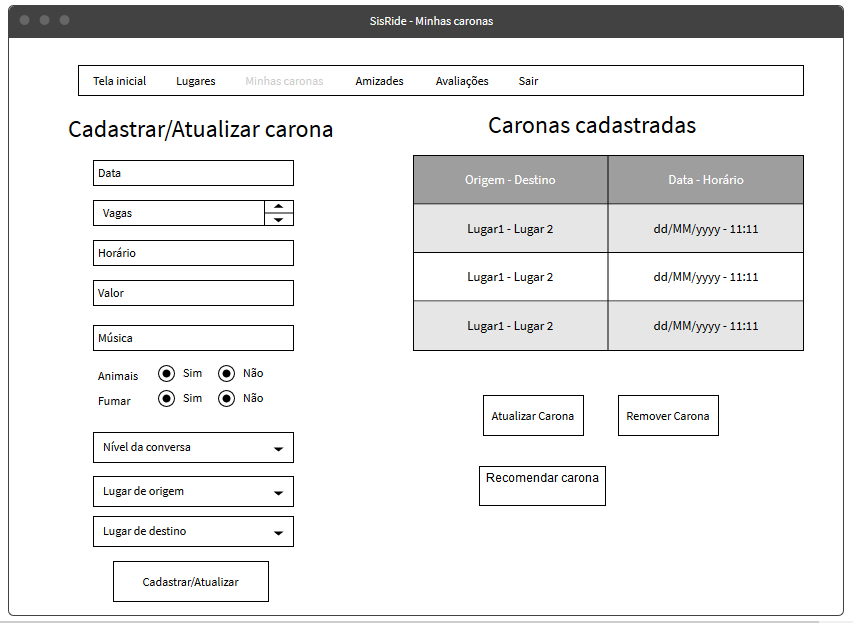 SisRide - Minhas caronas
Tela inicial Lugares Minhas caronas Amizades Avaliações Sair
Cadastrar/Atualizar carona
Data
Vagas
Horário
Valor
Música
Animais Sim Não
Fumar Sim Não
Nível da conversa
Lugar de origem
Lugar de destino
Cadastrar/Atualizar
Caronas cadastradas
Origem - Destino Data - Horário
Lugar1 - Lugar 2 dd/MM/yyyy - 11:11
Lugar1 - Lugar 2 dd/MM/yyyy - 11:11
Lugar1 - Lugar 2 dd/MM/yyyy - 11:11
Atualizar Carona Remover Carona
Recomendar carona